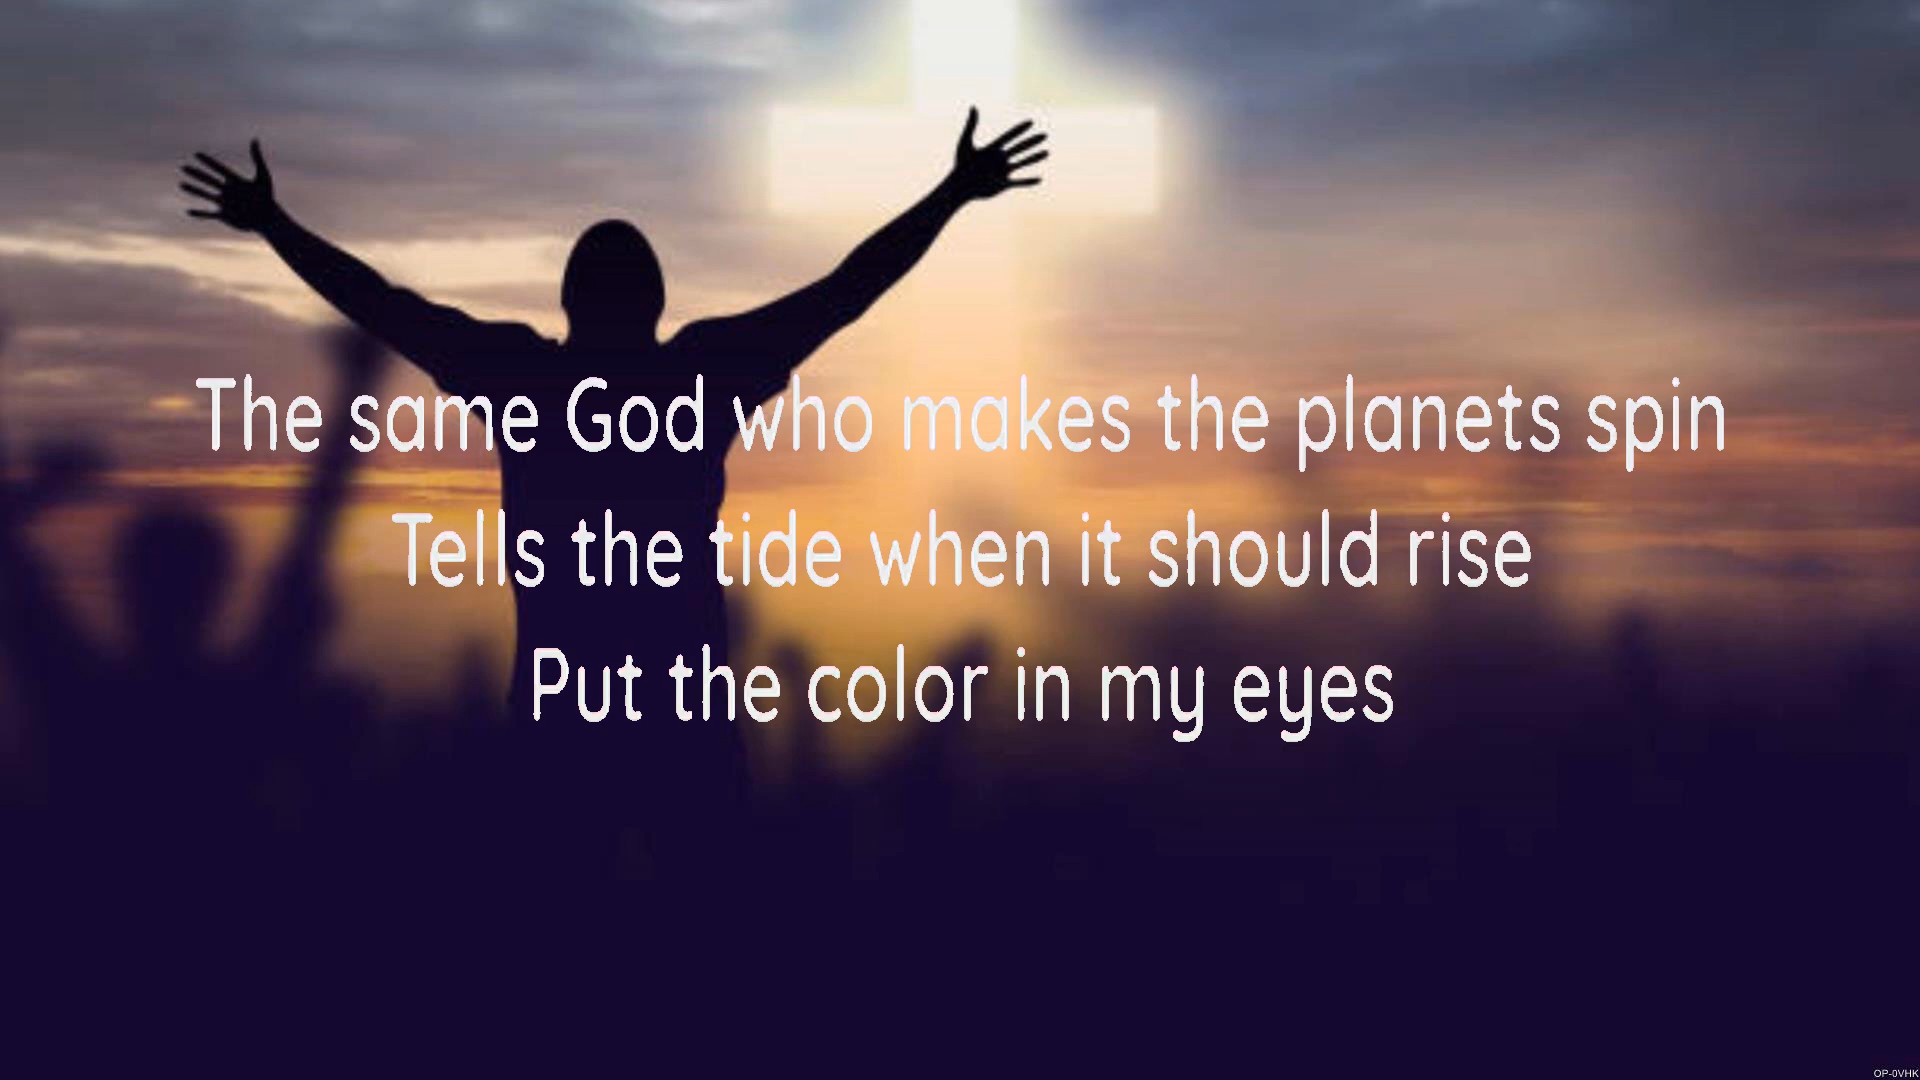 The same God who makes the planets spin
Tells the tide when it should rise
Put the color in my eyes
OP-0VHK